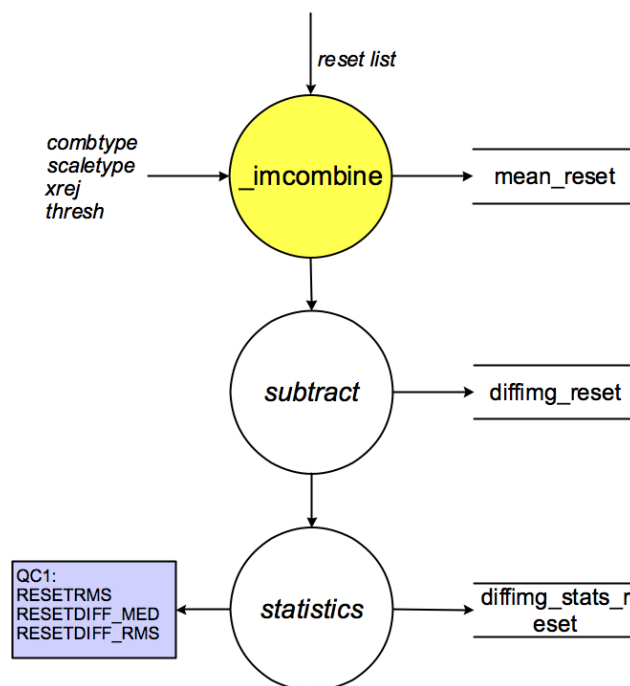 reset list
combtype
scaletype
xrej
thresh
_imcombine
mean_reset
subtract
diffimg_reset
QC1:
RESETRMS
RESETDIFF_MED
RESETDIFF_RMS
statistics
diffimg_stats_r
eset